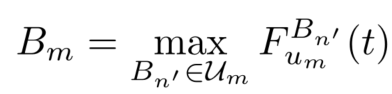 $B_m = \max_{B_{n'} \in \mathcal{U}_m} F_{u_m}^{B_{n'}}(t)$